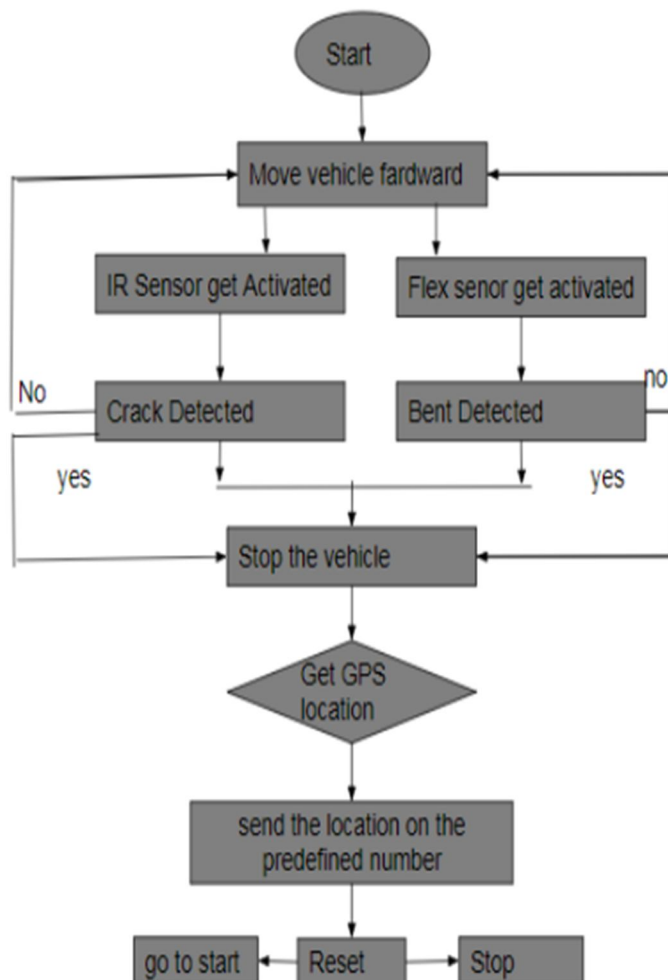 Start
Move vehicle fardward
IR Sensor get Activated
Flex senor get activated
No
Crack Detected
Bent Detected
no
yes
yes
Stop the vehicle
Get GPS
location
send the location on the
predefined number
go to start
Reset
Stop